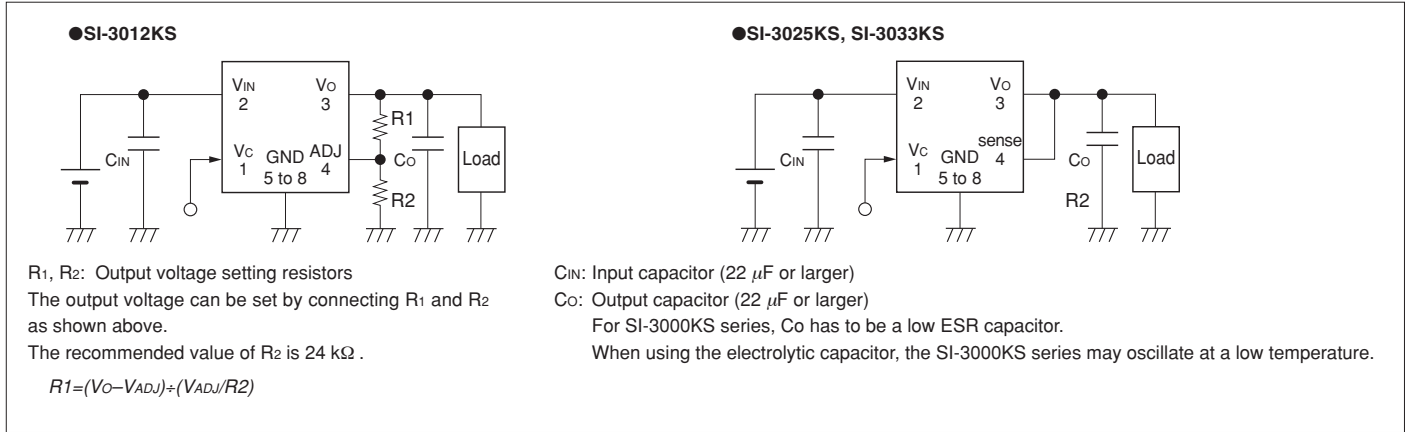 ●SI-3012KS
VIN
2
VO
3
R1
VC
1
GND
5 to 8
ADJ
4
CIN
CO
Load
R2
●SI-3025KS, SI-3033KS
VIN
2
VO
3
sense
4
VC
1
GND
5 to 8
CIN
CO
Load
R2
R1, R2: Output voltage setting resistors
The output voltage can be set by connecting R1 and R2
as shown above.
The recommended value of R2 is 24 kΩ .
R1=(VO–VADJ)÷(VADJ/R2)
CIN: Input capacitor (22 μF or larger)
CO: Output capacitor (22 μF or larger)
For SI-3000KS series, Co has to be a low ESR capacitor.
When using the electrolytic capacitor, the SI-3000KS series may oscillate at a low temperature.